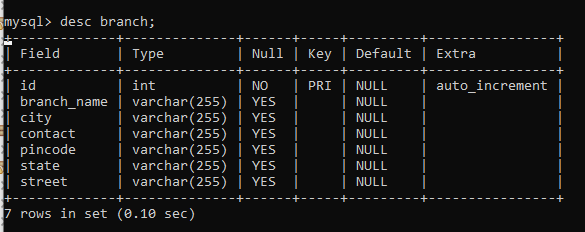 mysql> desc branch;
+-------------+--------------+------+-----+---------+----------------+
| Field       | Type         | Null | Key | Default | Extra          |
+-------------+--------------+------+-----+---------+----------------+
| id          | int          | NO   | PRI | NULL    | auto_increment |
| branch_name | varchar(255) | YES  |     | NULL    |                |
| city        | varchar(255) | YES  |     | NULL    |                |
| contact     | varchar(255) | YES  |     | NULL    |                |
| pincode     | varchar(255) | YES  |     | NULL    |                |
| state       | varchar(255) | YES  |     | NULL    |                |
| street      | varchar(255) | YES  |     | NULL    |                |
+-------------+--------------+------+-----+---------+----------------+
7 rows in set (0.10 sec)